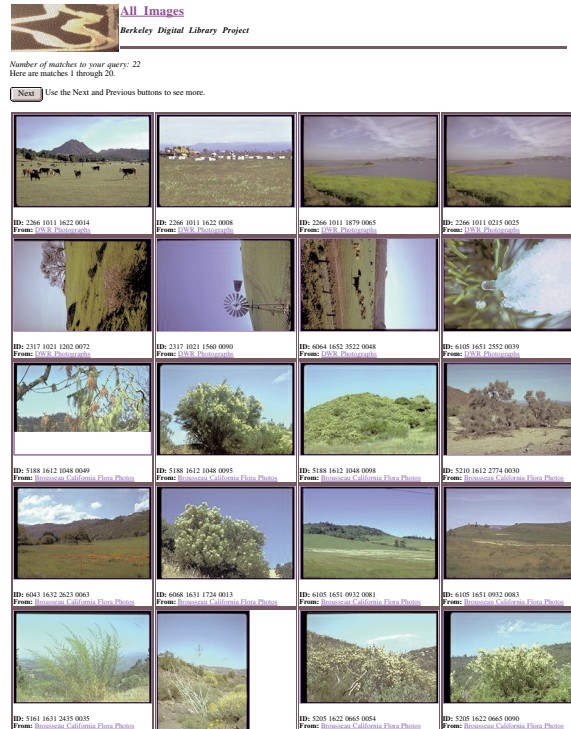 All Images
Berkeley Digital Library Project
Number of matches to your query: 22
Here are matches 1 through 20.
Next Use the Next and Previous buttons to see more.
ID: 2266 1011 1622 0014
From: DWR Photographs
ID: 2266 1011 1622 0008
From: DWR Photographs
ID: 2266 1011 1879 0065
From: DWR Photographs
ID: 2266 1011 0215 0025
From: DWR Photographs
ID: 2317 1021 1202 0072
From: DWR Photographs
ID: 2317 1021 1560 0090
From: DWR Photographs
ID: 6064 1652 3522 0048
From: DWR Photographs
ID: 6105 1651 2552 0039
From: DWR Photographs
ID: 5188 1612 1048 0049
From: Brousseau California Flora Photos
ID: 5188 1612 1048 0095
From: Brousseau California Flora Photos
ID: 5188 1612 1048 0098
From: Brousseau California Flora Photos
ID: 5210 1612 2774 0030
From: Brousseau California Flora Photos
ID: 6043 1632 2623 0063
From: Brousseau California Flora Photos
ID: 6068 1631 1724 0013
From: Brousseau California Flora Photos
ID: 6105 1651 0932 0081
From: Brousseau California Flora Photos
ID: 6105 1651 0932 0083
From: Brousseau California Flora Photos
ID: 5161 1631 2435 0035
From: Brousseau California Flora Photos
ID: 5205 1622 0665 0054
From: Brousseau California Flora Photos
ID: 5205 1622 0665 0090
From: Brousseau California Flora Photos